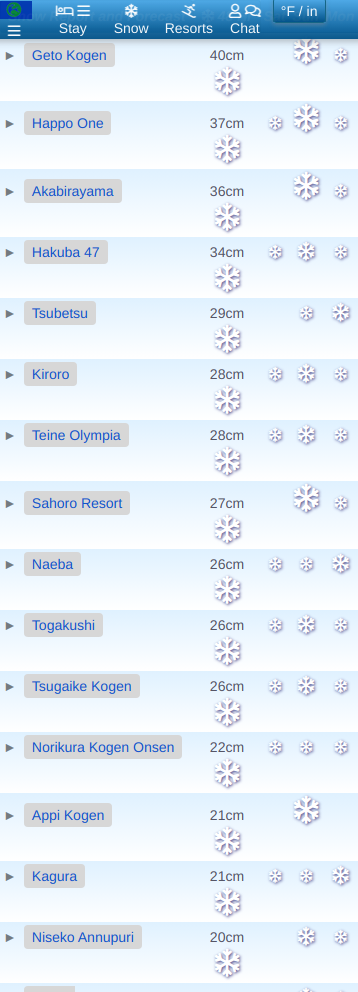 °F / in
Stay Snow Resorts Chat
Geto Kogen 40cm
Happo One 37cm
Akabirayama 36cm
Hakuba 47 34cm
Tsubetsu 29cm
Kiroro 28cm
Teine Olympia 28cm
Sahoro Resort 27cm
Naeba 26cm
Togakushi 26cm
Tsugaike Kogen 26cm
Norikura Kogen Onsen 22cm
Appi Kogen 21cm
Kagura 21cm
Niseko Annupuri 20cm